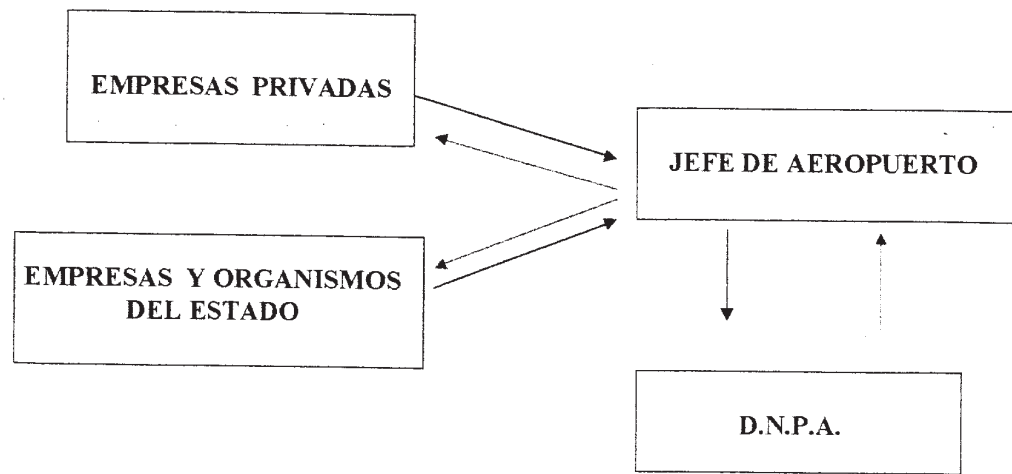 EMPRESAS PRIVADAS
JEFE DE AEROPUERTO
EMPRESAS Y ORGANISMOS
DEL ESTADO
D.N.P.A.